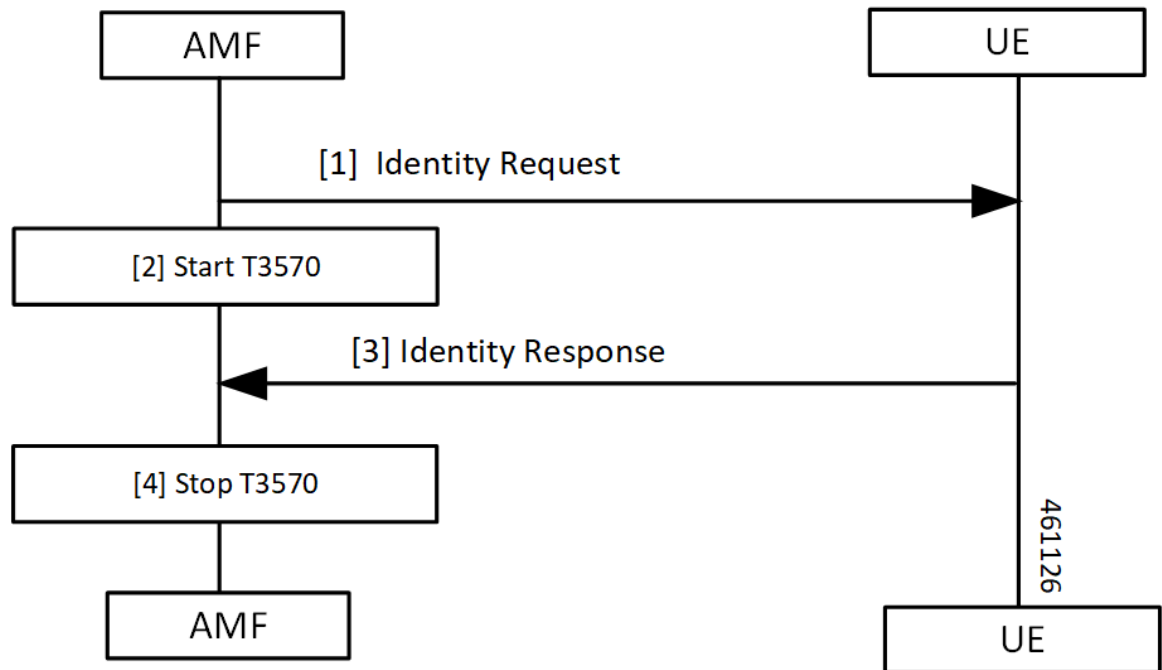 AMF
UE
[1] Identity Request
[2] Start T3570
[3] Identity Response
[4] Stop T3570
461126
AMF
UE